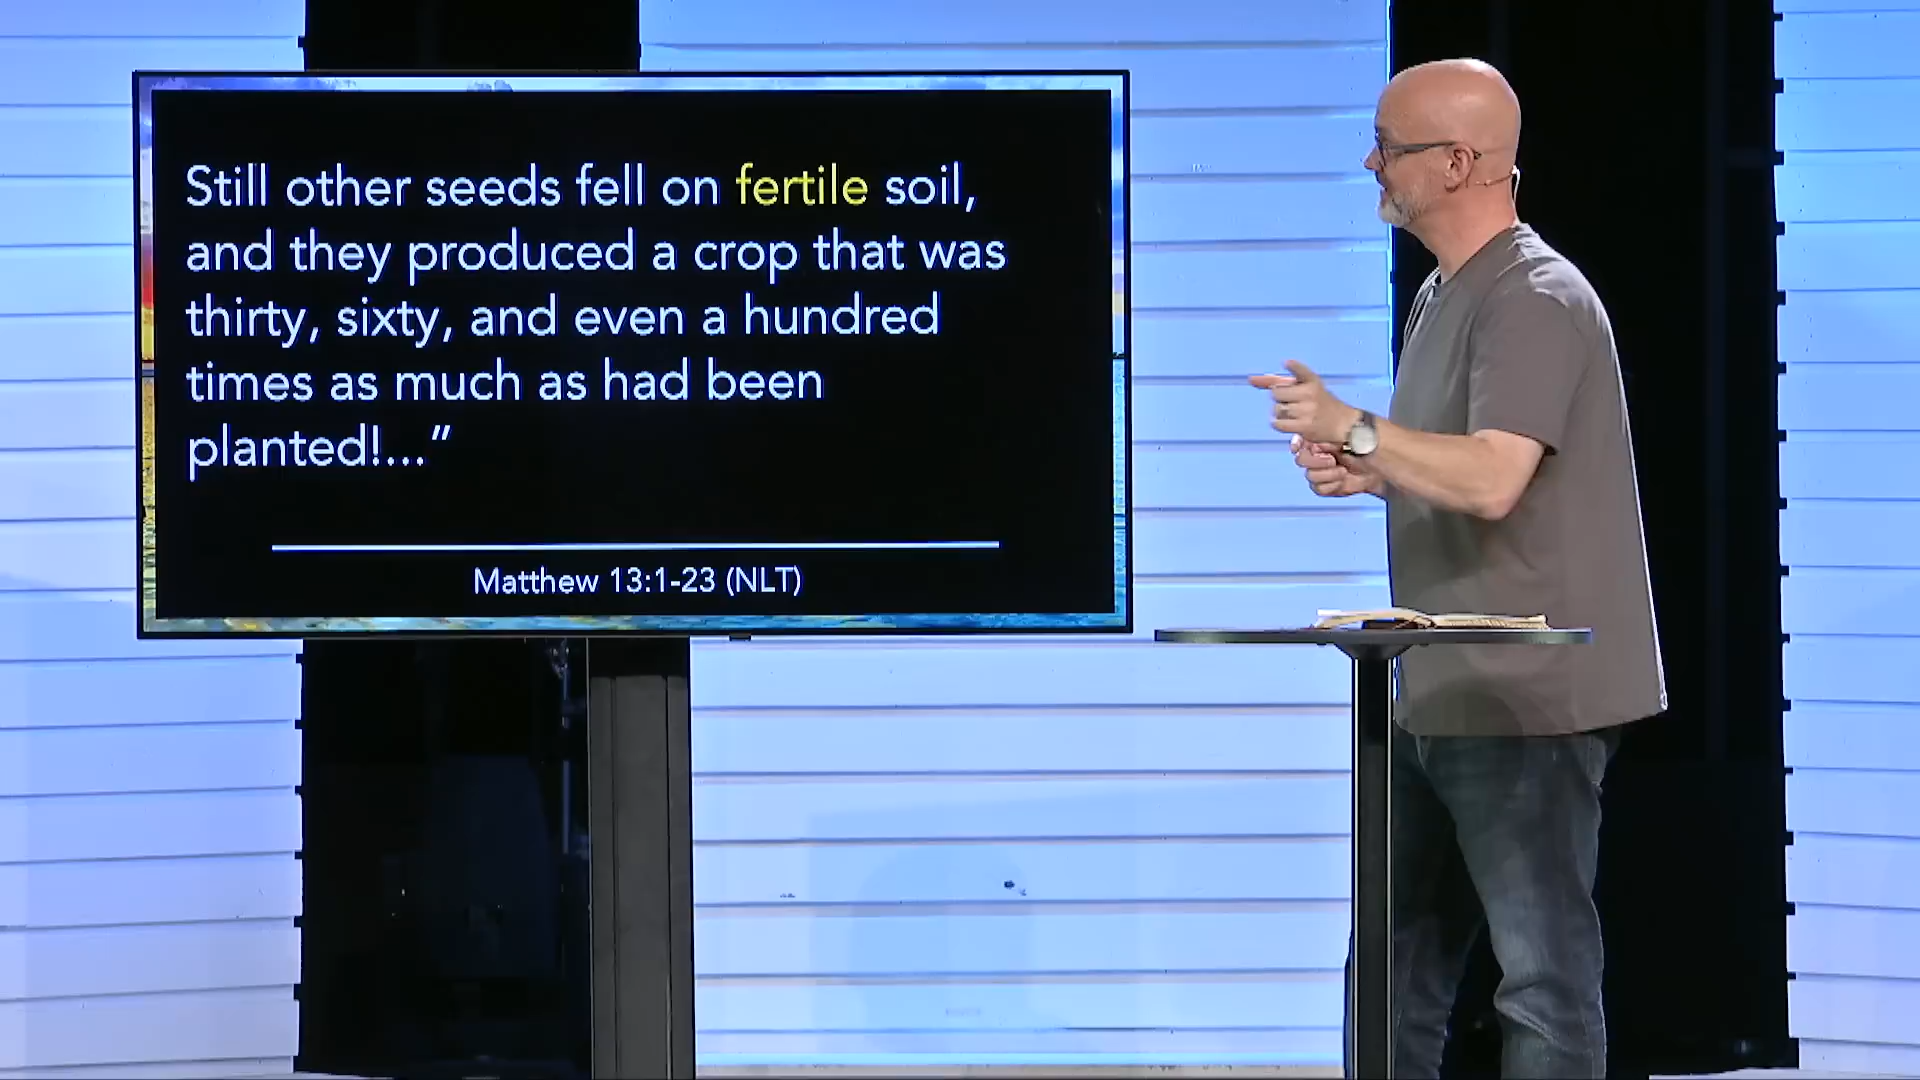 Still other seeds fell on fertile soil,
and they produced a crop that was
thirty, sixty, and even a hundred
times as much as had been
planted!...”
Matthew 13:1-23 (NLT)